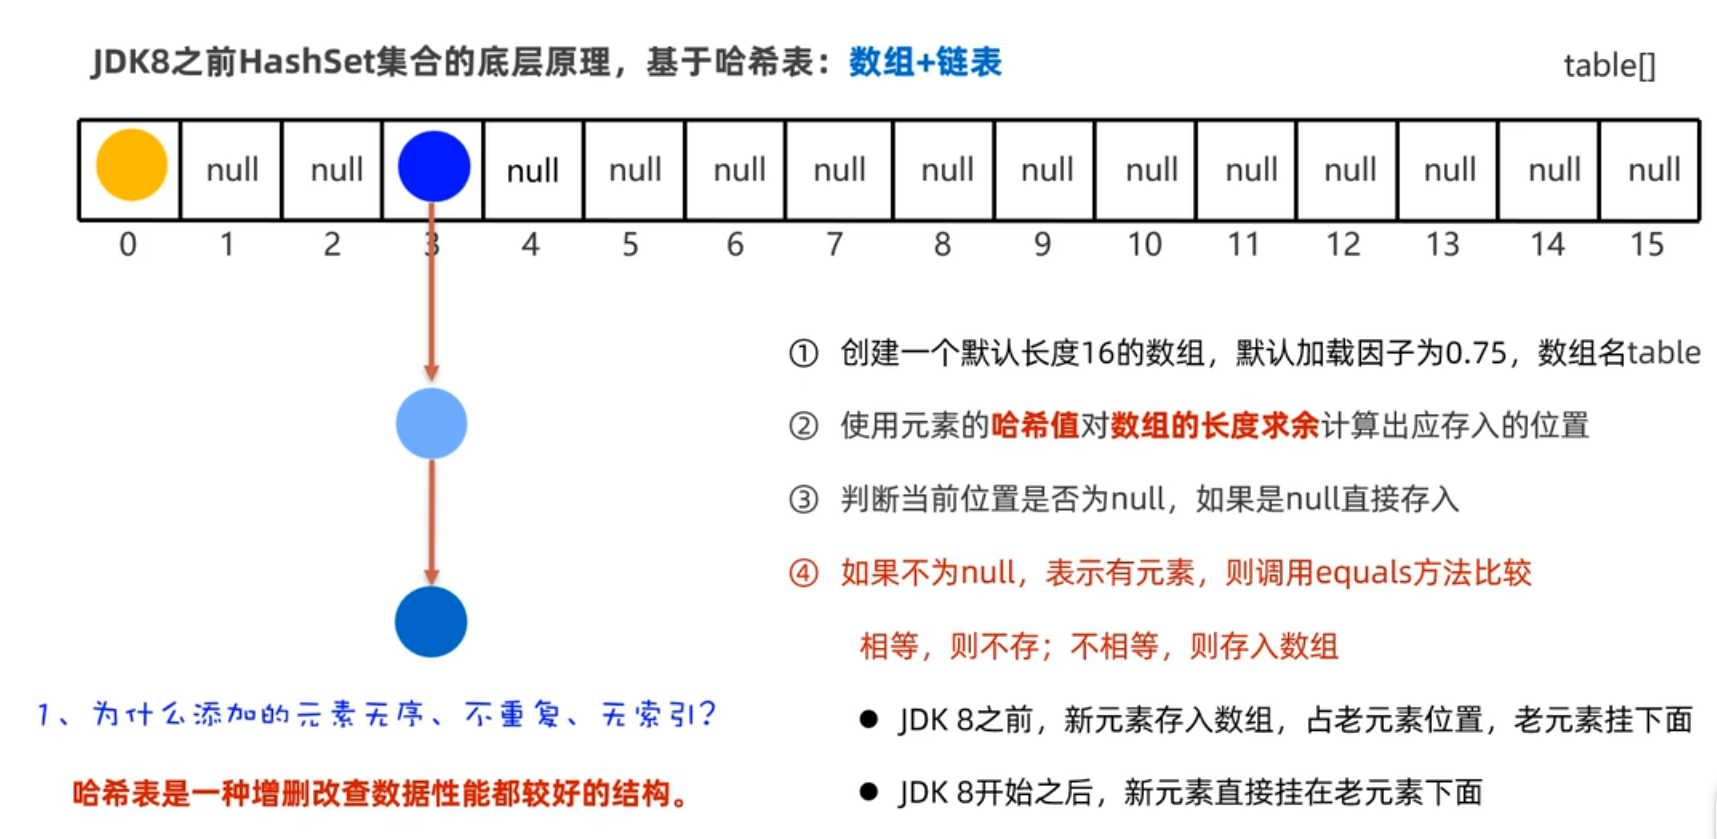 JDK8之前HashSet集合的底层原理，基于哈希表：数组+链表
table[]
null null null null null null null null null null null null null null
0 1 2 3 4 5 6 7 8 9 10 11 12 13 14 15
① 创建一个默认长度16的数组，默认加载因子为0.75，数组名table
② 使用元素的哈希值对数组的长度求余计算出应存入的位置
③ 判断当前位置是否为null，如果是null直接存入
④ 如果不为null，表示有元素，则调用equals方法比较
相等，则不存；不相等，则存入数组
● JDK 8之前，新元素存入数组，占老元素位置，老元素挂下面
● JDK 8开始之后，新元素直接挂在老元素下面
1、为什么添加的元素无序、不重复、无索引？
哈希表是一种增删改查数据性能都较好的结构。